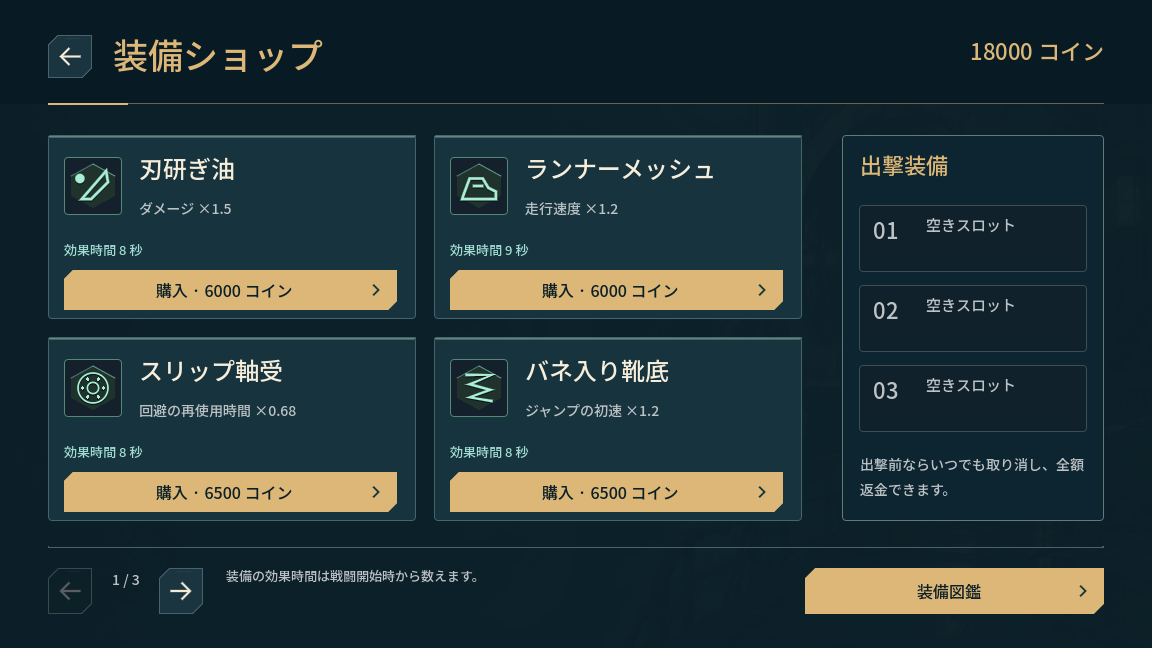 装備ショップ
18000 コイン
刃研ぎ油
ダメージ ×1.5
効果時間 8 秒
購入 · 6000 コイン
ランナーメッシュ
走行速度 ×1.2
効果時間 9 秒
購入 · 6000 コイン
スリップ軸受
回避の再使用時間 ×0.68
効果時間 8 秒
購入 · 6500 コイン
バネ入り靴底
ジャンプの初速 ×1.2
効果時間 8 秒
購入 · 6500 コイン
出撃装備
01 空きスロット
02 空きスロット
03 空きスロット
出撃前ならいつでも取り消し、全額
返金できます。
1 / 3
装備の効果時間は戦闘開始時から数えます。
装備図鑑